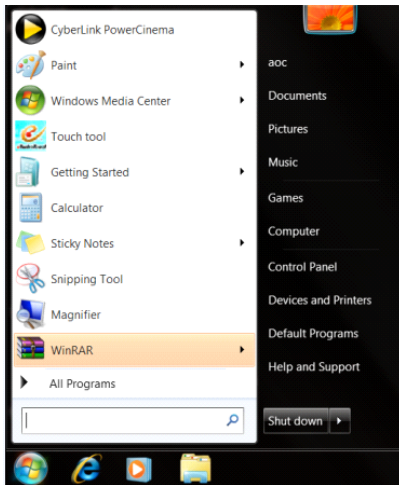 CyberLink PowerCinema
Paint
Windows Media Center
Touch tool
Getting Started
Calculator
Sticky Notes
Snipping Tool
Magnifier
WinRAR
All Programs
aoc
Documents
Pictures
Music
Games
Computer
Control Panel
Devices and Printers
Default Programs
Help and Support
Shut down